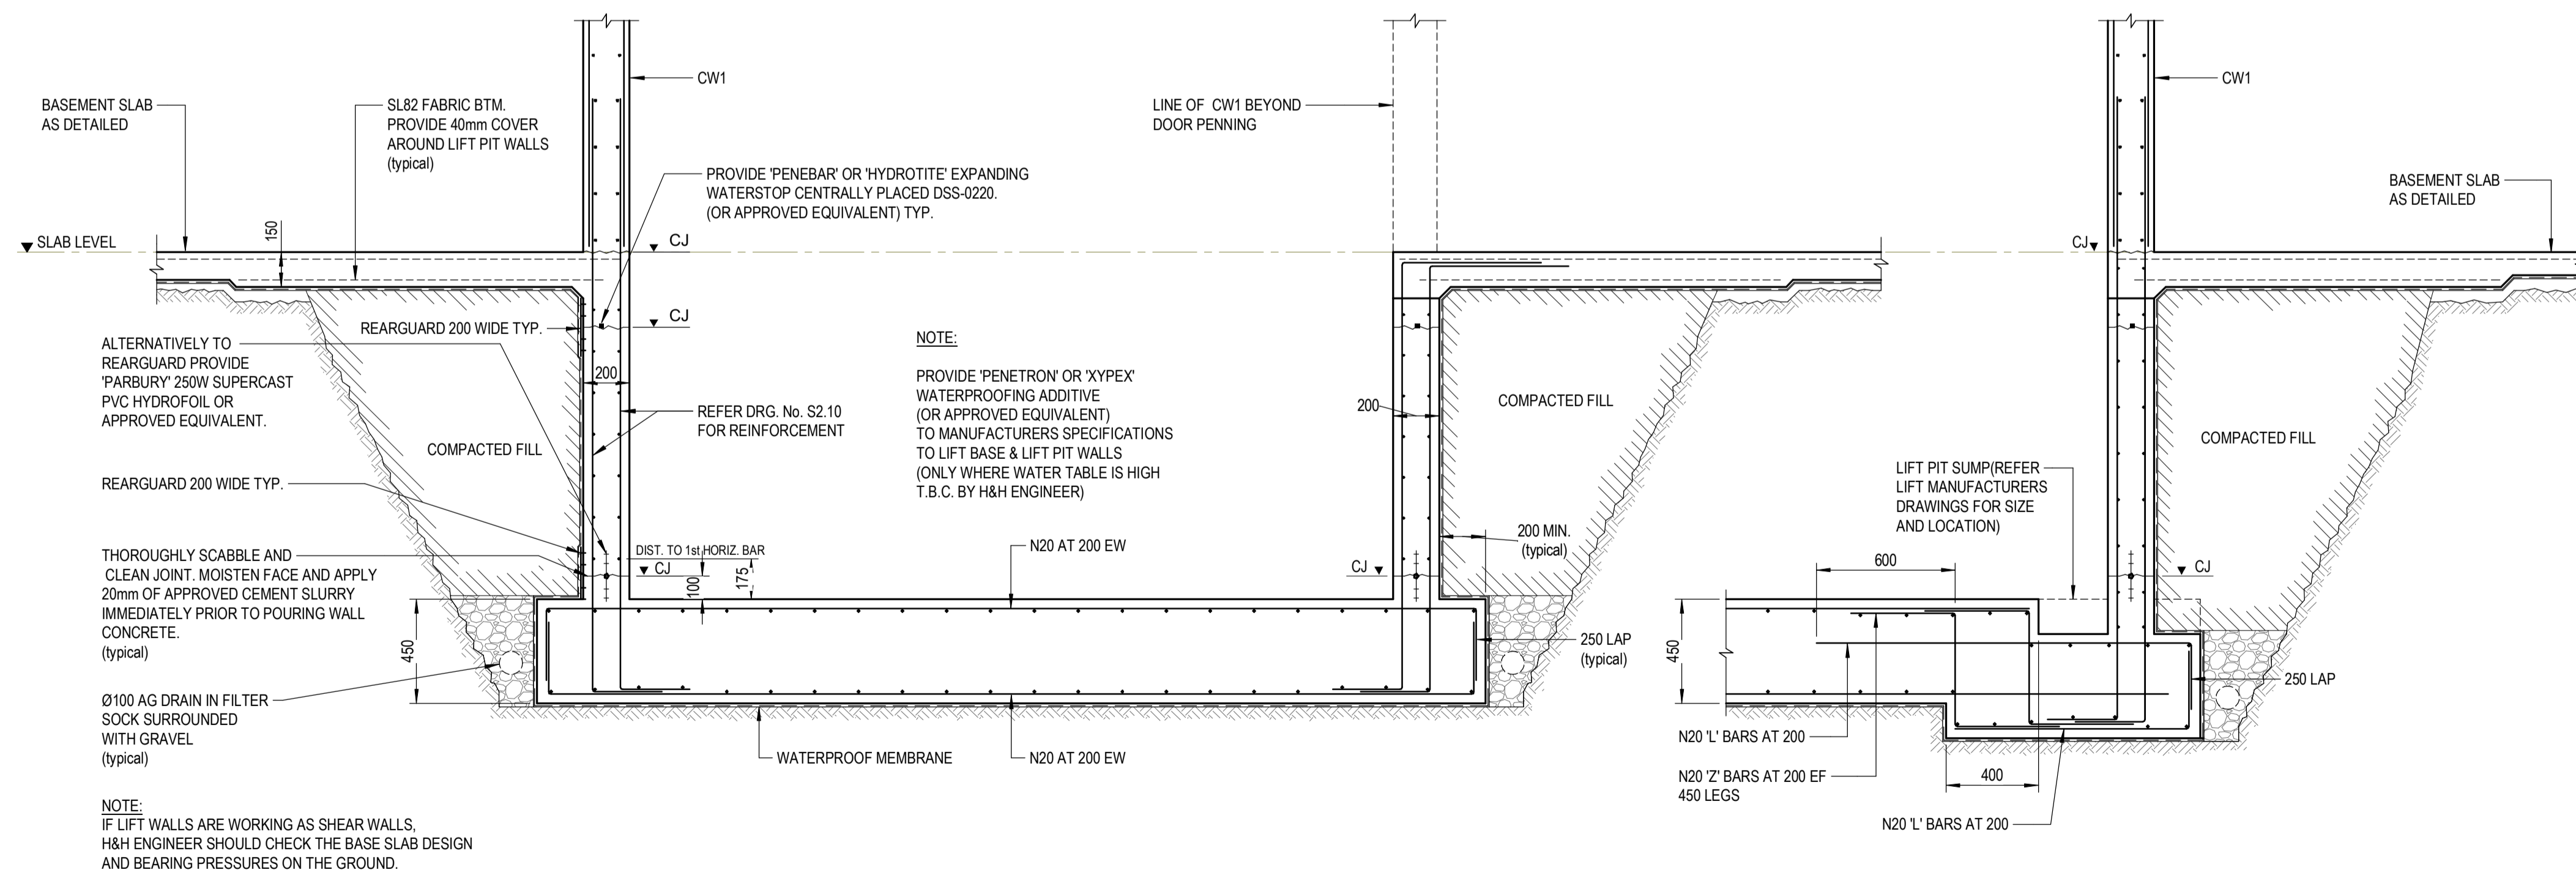 CW1
BASEMENT SLAB
AS DETAILED
SL82 FABRIC BTM.
PROVIDE 40mm COVER
AROUND LIFT PIT WALLS
(typical)
PROVIDE 'PENEBAR' OR 'HYDROTITE' EXPANDING
WATERSTOP CENTRALLY PLACED DSS-0220.
(OR APPROVED EQUIVALENT) TYP.
150
SLAB LEVEL
CJ
CJ
REARGUARD 200 WIDE TYP.
ALTERNATIVELY TO
REARGUARD PROVIDE
'PARBURY' 250W SUPERCAST
PVC HYDROFOIL OR
APPROVED EQUIVALENT.
200
REFER DRG. No. S2.10
FOR REINFORCEMENT
COMPACTED FILL
REARGUARD 200 WIDE TYP.
THOROUGHLY SCABBLE AND
CLEAN JOINT. MOISTEN FACE AND APPLY
20mm OF APPROVED CEMENT SLURRY
IMMEDIATELY PRIOR TO POURING WALL
CONCRETE.
(typical)
DIST. TO 1st HORIZ. BAR
CJ
100
175
450
Ø100 AG DRAIN IN FILTER
SOCK SURROUNDED
WITH GRAVEL
(typical)
NOTE:
IF LIFT WALLS ARE WORKING AS SHEAR WALLS,
H&H ENGINEER SHOULD CHECK THE BASE SLAB DESIGN
AND BEARING PRESSURES ON THE GROUND.
WATERPROOF MEMBRANE
N20 AT 200 EW
N20 AT 200 EW
NOTE:
PROVIDE 'PENETRON' OR 'XYPEX'
WATERPROOFING ADDITIVE
(OR APPROVED EQUIVALENT)
TO MANUFACTURERS SPECIFICATIONS
TO LIFT BASE & LIFT PIT WALLS
(ONLY WHERE WATER TABLE IS HIGH
T.B.C. BY H&H ENGINEER)
LINE OF CW1 BEYOND
DOOR PENNING
200
COMPACTED FILL
200 MIN.
(typical)
CJ
250 LAP
(typical)
CW1
BASEMENT SLAB
AS DETAILED
CJ
COMPACTED FILL
LIFT PIT SUMP(REFER
LIFT MANUFACTURERS
DRAWINGS FOR SIZE
AND LOCATION)
600
CJ
450
250 LAP
N20 'L' BARS AT 200
N20 'Z' BARS AT 200 EF
450 LEGS
400
N20 'L' BARS AT 200